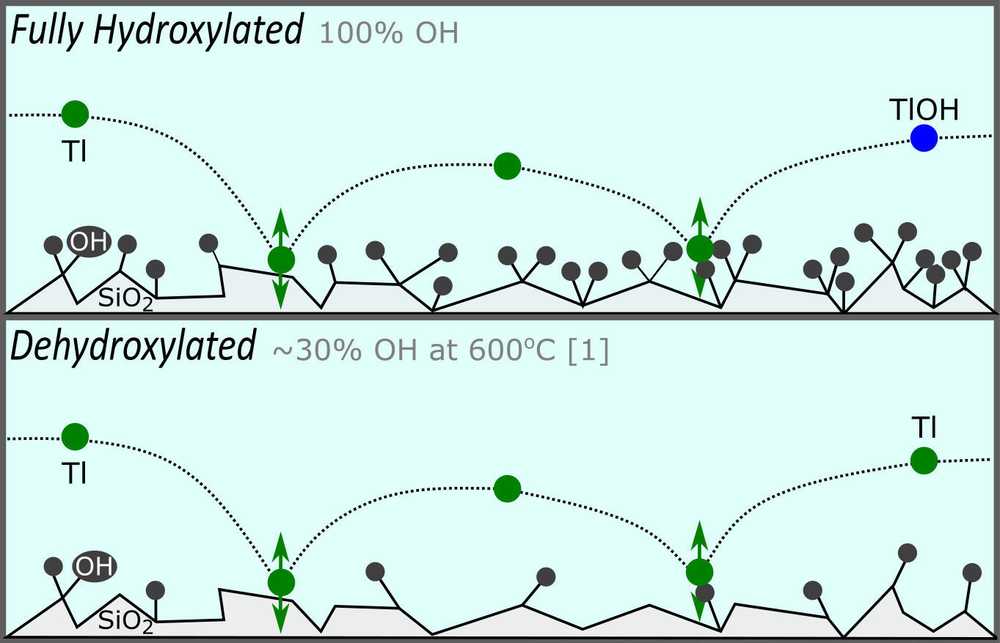 Fully Hydroxylated 100% OH
TlOH
Tl
OH
SiO₂
Dehydroxylated ~30% OH at 600°C [1]
Tl
Tl
OH
SiO₂